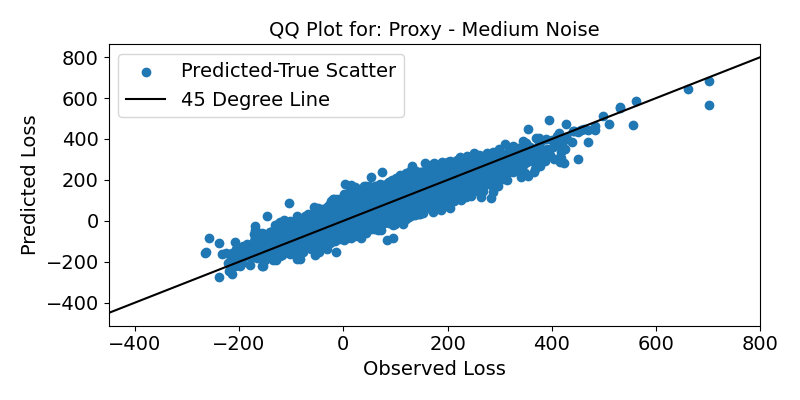 QQ Plot for: Proxy - Medium Noise
Predicted-True Scatter
45 Degree Line
Predicted Loss
800
600
400
200
0
−200
−400
−400 −200 0 200 400 600 800
Observed Loss